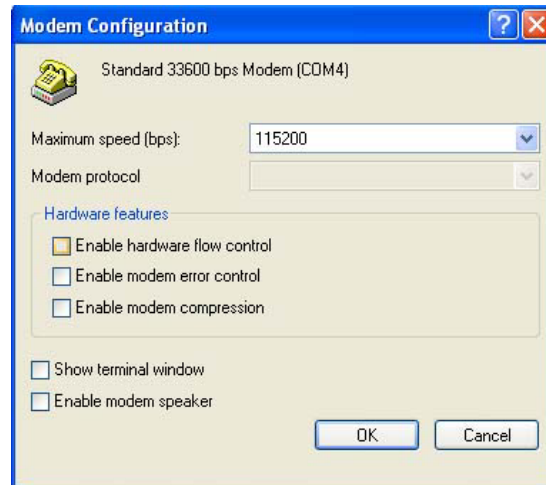 Modem Configuration
Standard 33600 bps Modem (COM4)
Maximum speed (bps): 115200
Modem protocol
Hardware features
Enable hardware flow control
Enable modem error control
Enable modem compression
Show terminal window
Enable modem speaker
OK Cancel